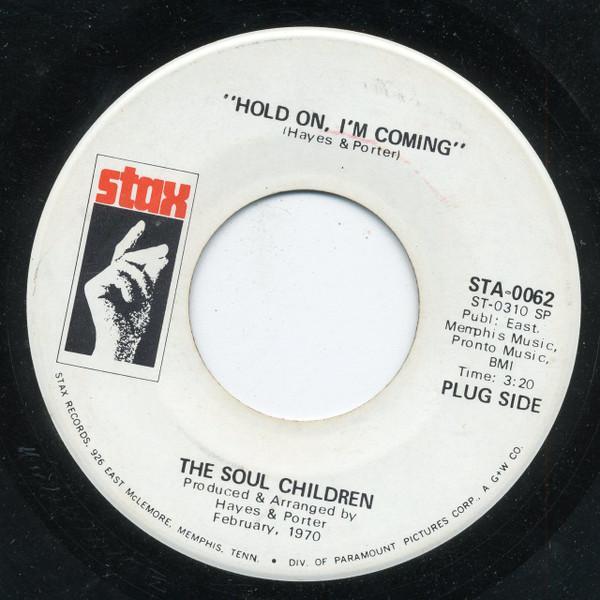 "HOLD ON, I'M COMING"
(Hayes & Porter)
stax
STA-0062
ST-0310 SP
Publ: East.
Memphis Music,
Pronto Music,
BMI
Time: 3:20
PLUG SIDE
THE SOUL CHILDREN
Produced & Arranged by
Hayes & Porter
February, 1970
STAX RECORDS, 926 EAST McLEMORE, MEMPHIS, TENN. • DIV. OF PARAMOUNT PICTURES CORP., A G+W CO.